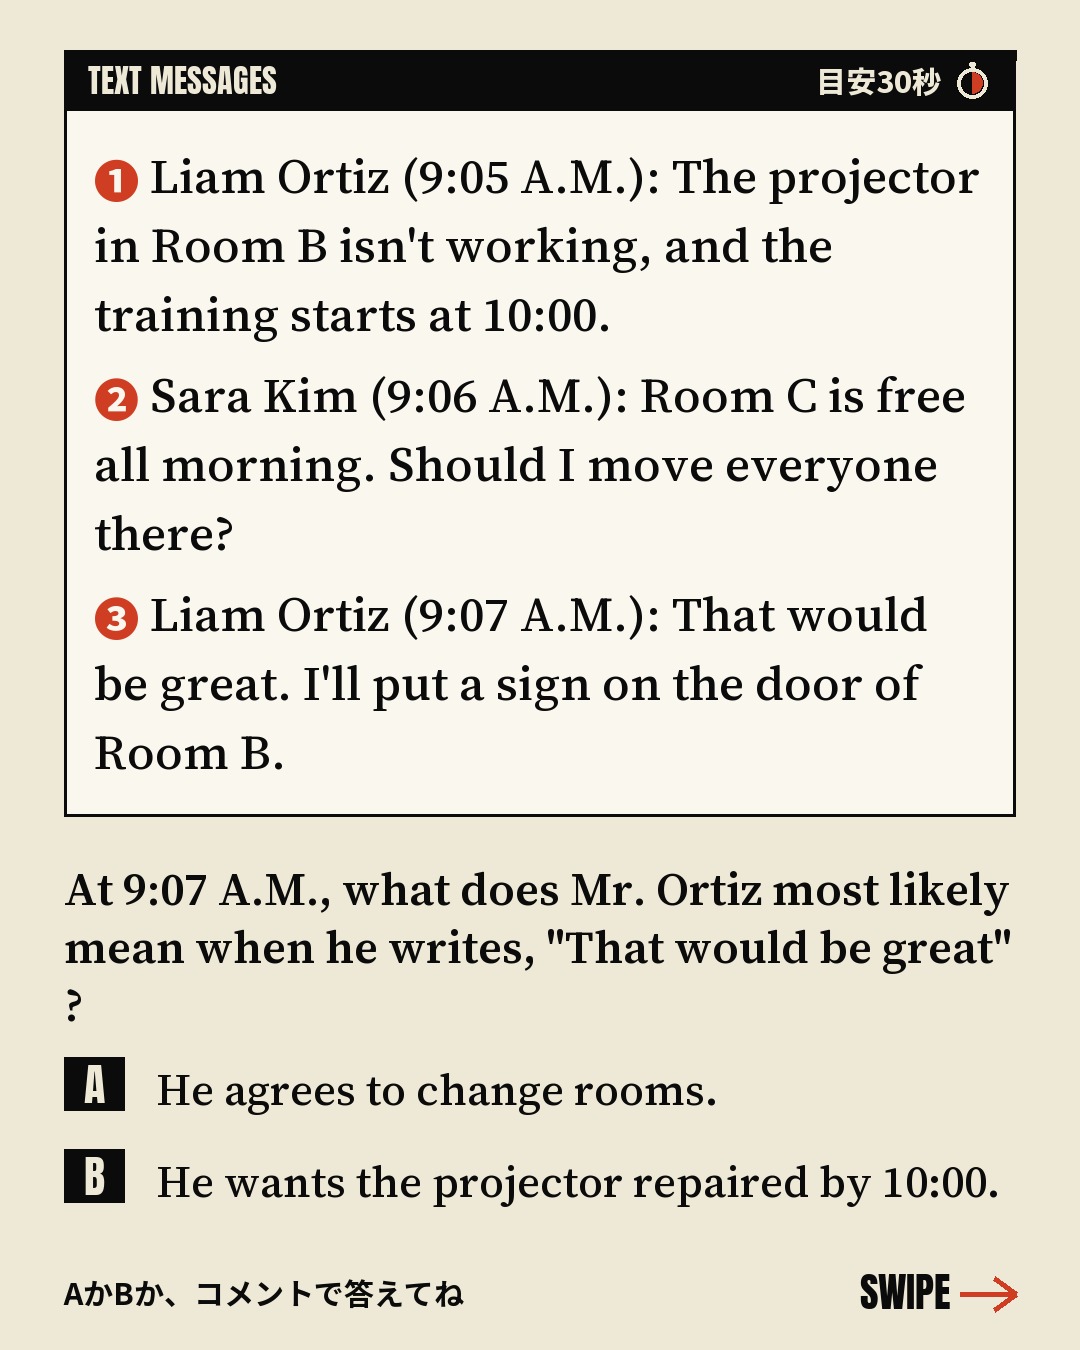 TEXT MESSAGES 目安30秒
1 Liam Ortiz (9:05 A.M.): The projector
in Room B isn't working, and the
training starts at 10:00.
2 Sara Kim (9:06 A.M.): Room C is free
all morning. Should I move everyone
there?
3 Liam Ortiz (9:07 A.M.): That would
be great. I'll put a sign on the door of
Room B.
At 9:07 A.M., what does Mr. Ortiz most likely
mean when he writes, "That would be great"
?
A He agrees to change rooms.
B He wants the projector repaired by 10:00.
AかBか、コメントで答えてね SWIPE